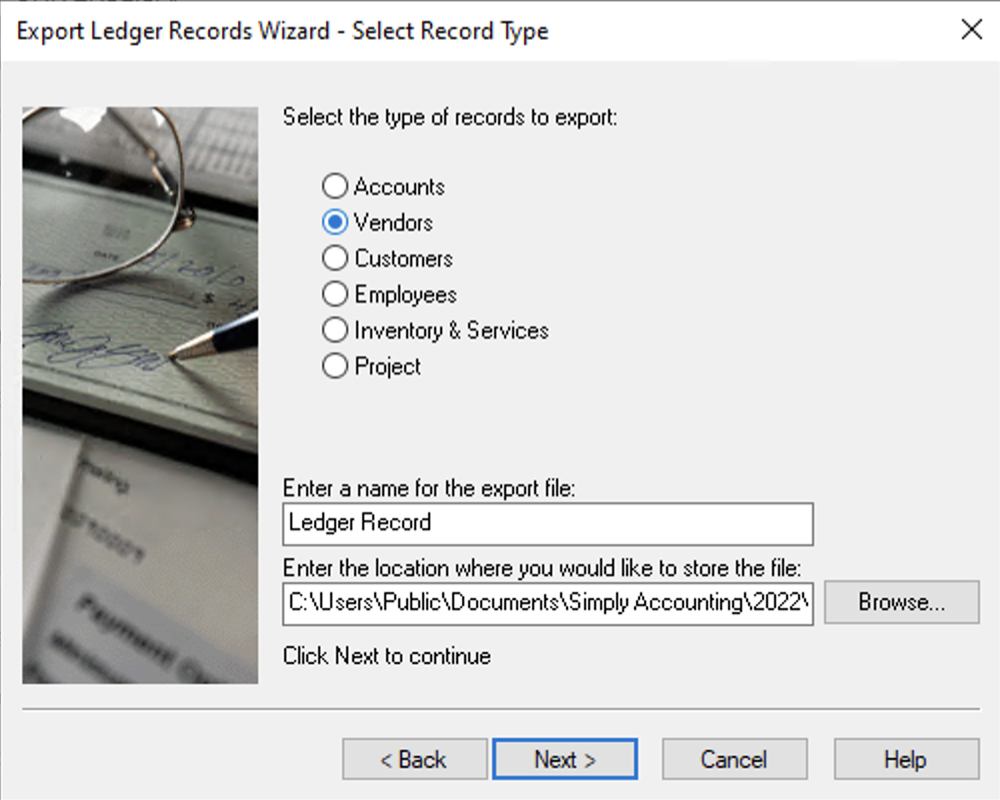 Export Ledger Records Wizard - Select Record Type
Select the type of records to export:
Accounts
Vendors
Customers
Employees
Inventory & Services
Project
Enter a name for the export file:
Ledger Record
Enter the location where you would like to store the file:
C:\Users\Public\Documents\Simply Accounting\2022\
Browse...
Click Next to continue
< Back
Next >
Cancel
Help
DATE
Payment